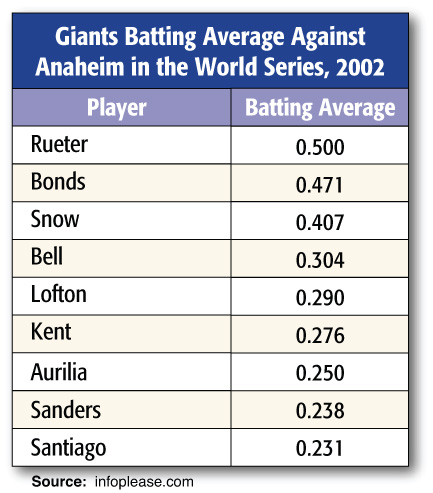 Giants Batting Average Against
Anaheim in the World Series, 2002
Player Batting Average
Rueter 0.500
Bonds 0.471
Snow 0.407
Bell 0.304
Lofton 0.290
Kent 0.276
Aurilia 0.250
Sanders 0.238
Santiago 0.231
Source: infoplease.com